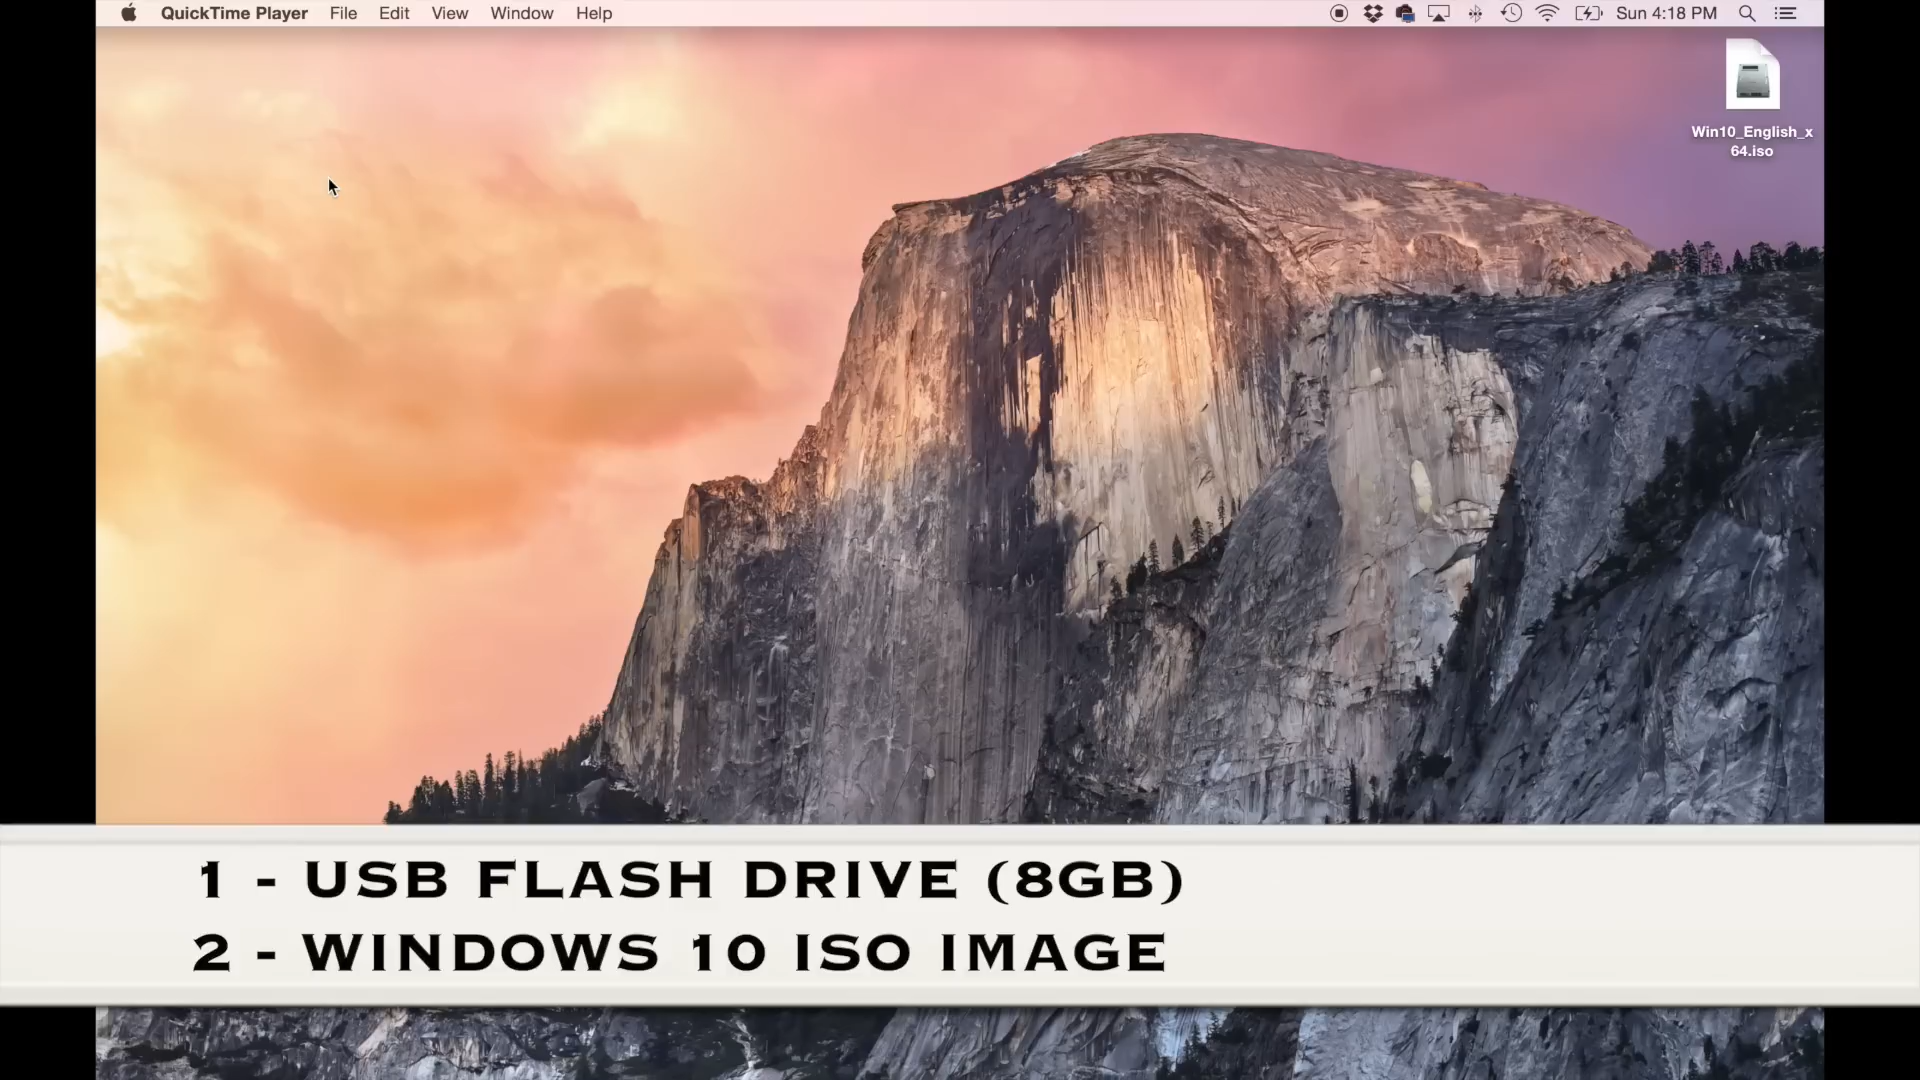 QuickTime Player File Edit View Window Help Sun 4:18 PM
Win10_English_x
64.iso
1 - USB FLASH DRIVE (8GB)
2 - WINDOWS 10 ISO IMAGE